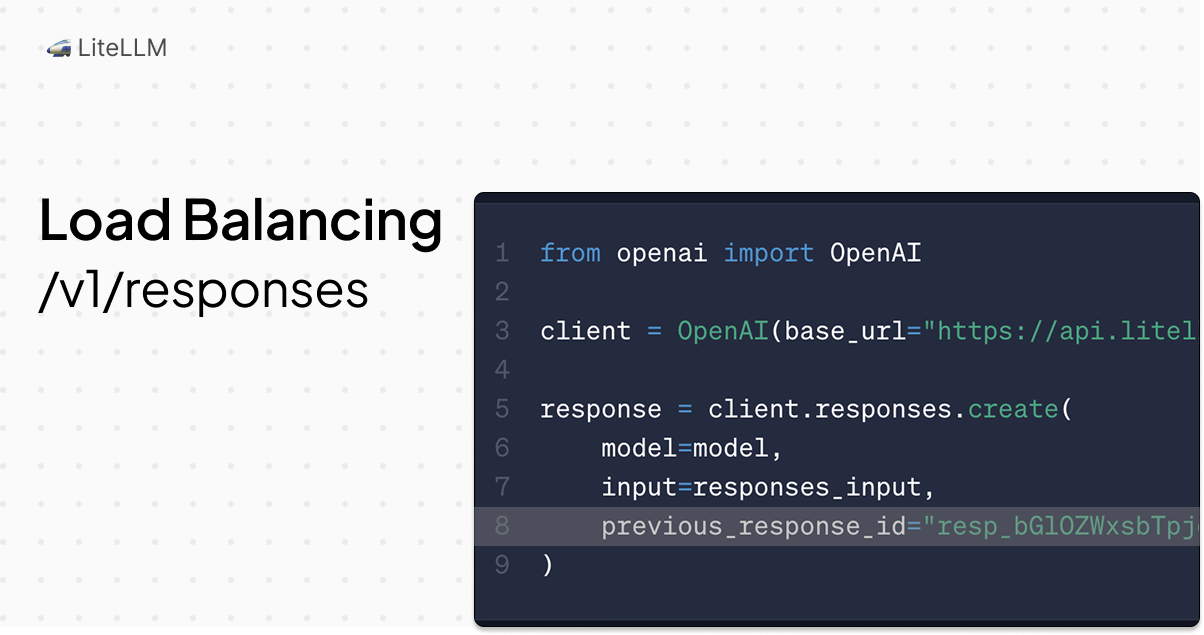 LiteLLM
Load Balancing
/v1/responses
1 from openai import OpenAI
2
3 client = OpenAI(base_url="https://api.litel
4
5 response = client.responses.create(
6     model=model,
7     input=responses_input,
8     previous_response_id="resp_bGlOZWxsbTpj
9 )